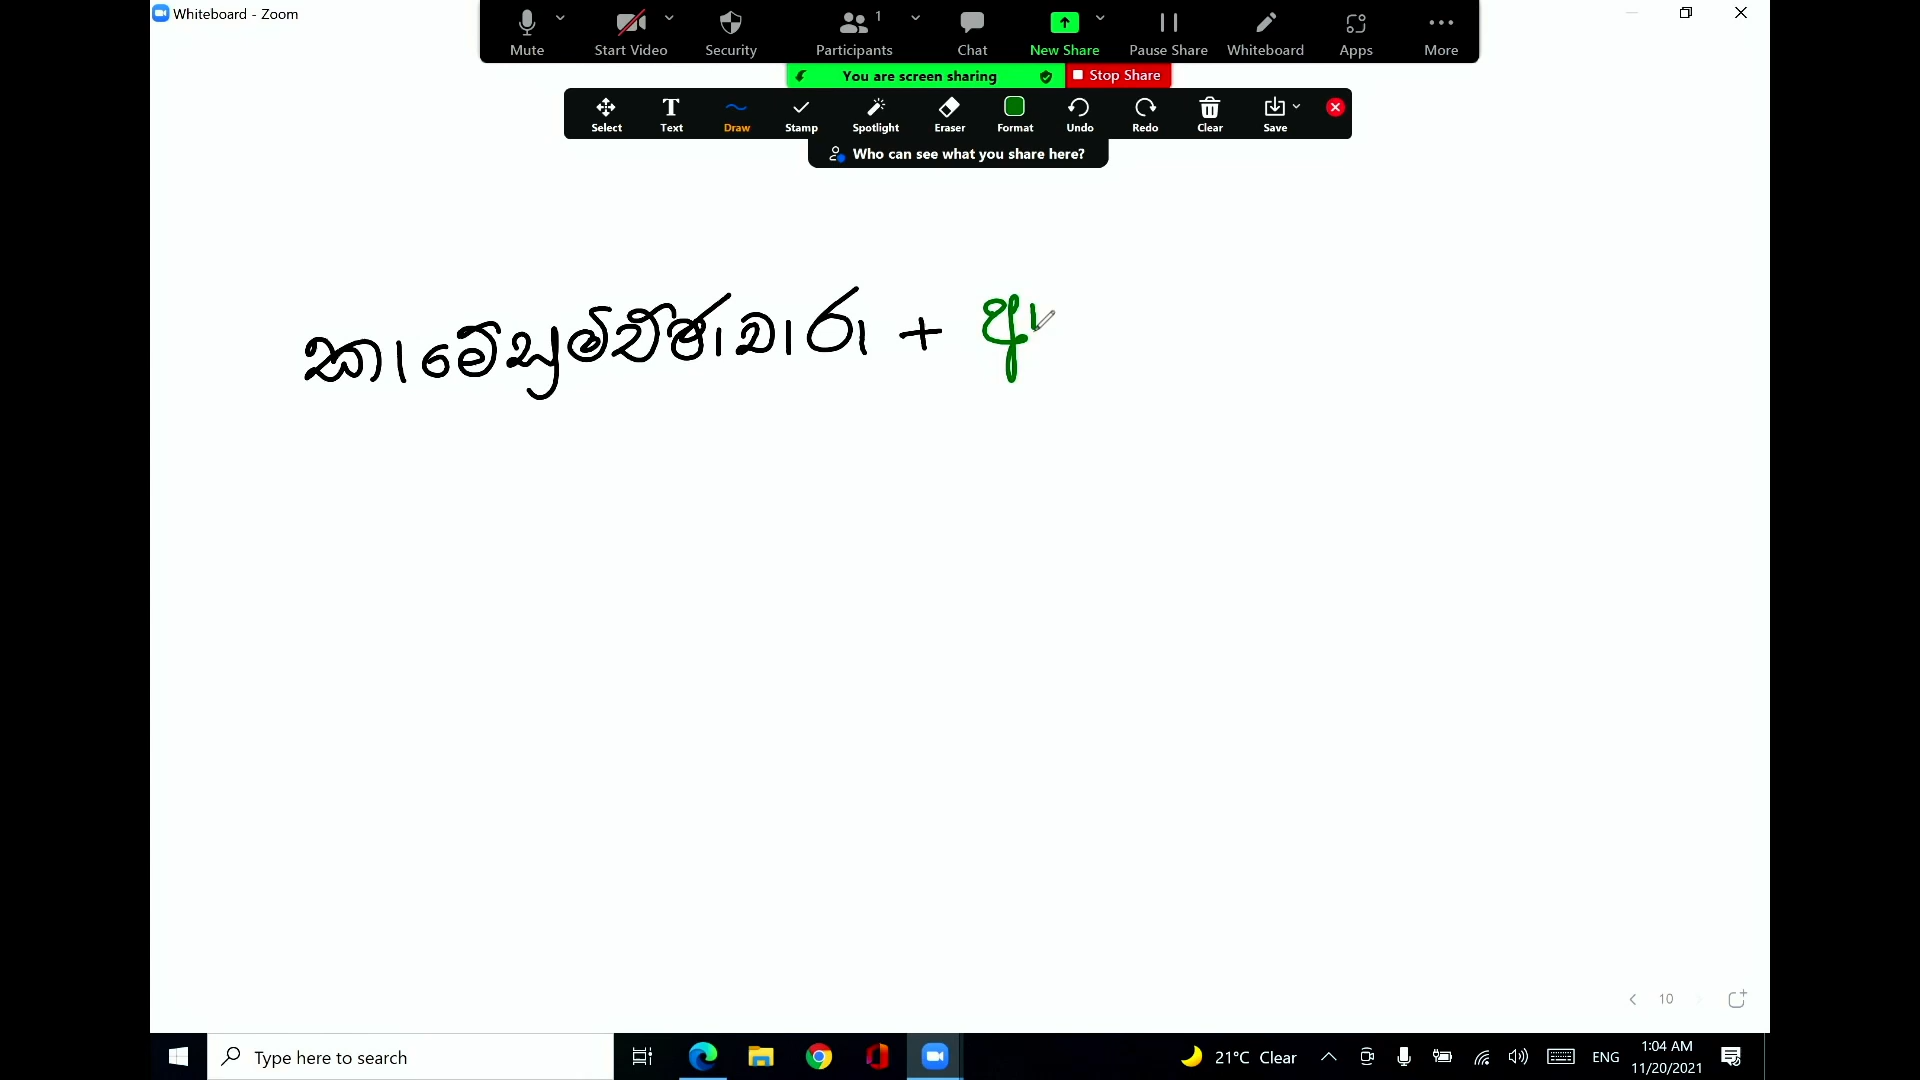 Whiteboard - Zoom
Mute Start Video Security Participants 1 Chat New Share Pause Share Whiteboard Apps More
You are screen sharing Stop Share
Select Text Draw Stamp Spotlight Eraser Format Undo Redo Clear Save
Who can see what you share here?
කාමේසුමිච්ඡාචාරා +
10
Type here to search 21°C Clear ENG 1:04 AM
11/20/2021